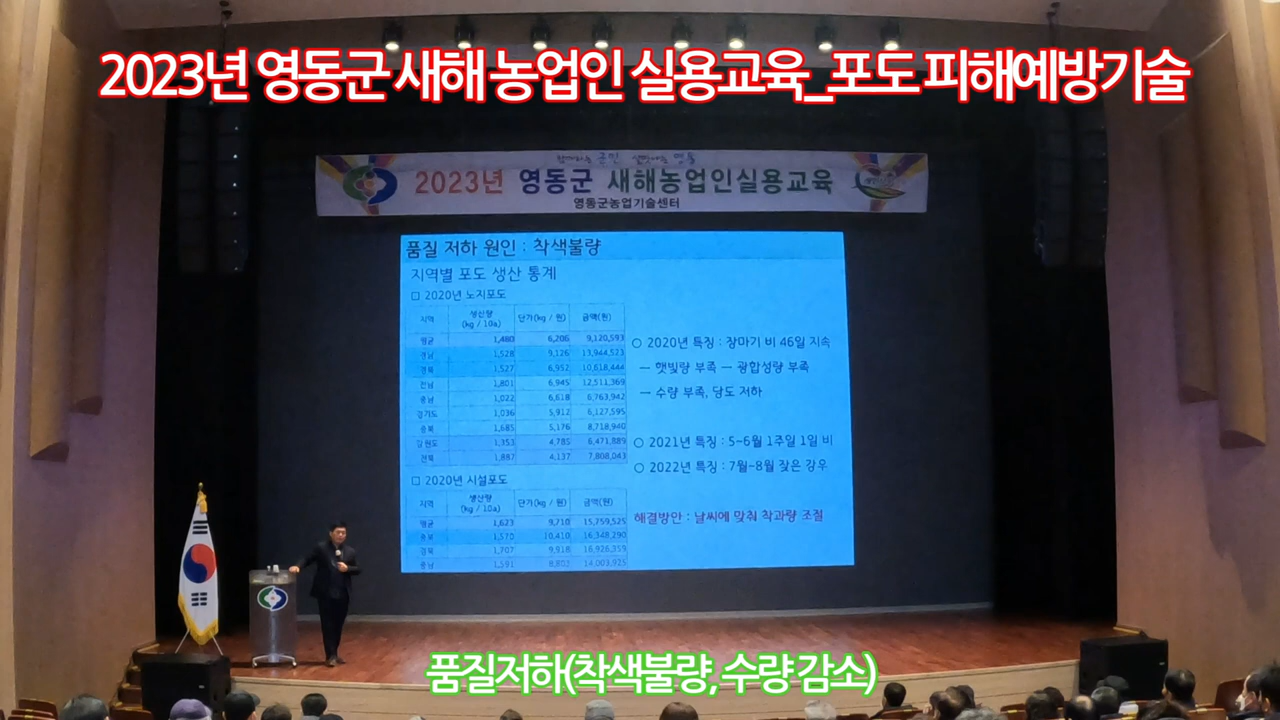 2023년 영동군 새해 농업인 실용교육_포도 피해예방기술
함께하는 군민 살맛나는 영동
2023년 영동군 새해농업인실용교육
영동군농업기술센터
품질 저하 원인 : 착색불량
지역별 포도 생산 통계
□ 2020년 노지포도
지역 생산량 (kg / 10a) 단가(kg / 원) 금액(원)
평균 1,480 6,206 9,120,593
경남 1,528 9,126 13,944,523
경북 1,527 6,952 10,618,444
전남 1,801 6,945 12,511,369
충남 1,022 6,618 6,763,942
경기도 1,036 5,912 6,127,595
충북 1,685 5,176 8,718,940
강원도 1,353 4,785 6,471,889
전북 1,887 4,137 7,808,043
□ 2020년 시설포도
지역 생산량 (kg / 10a) 단가(kg / 원) 금액(원)
평균 1,623 9,710 15,759,525
충북 1,570 10,410 16,348,290
경북 1,707 9,918 16,926,359
충남 1,591 8,802 14,003,925
○ 2020년 특징 : 장마기 비 46일 지속
― 햇빛량 부족 ― 광합성량 부족
― 수량 부족, 당도 저하
○ 2021년 특징 : 5~6월 1주일 1일 비
○ 2022년 특징 : 7월~8월 잦은 강우
해결방안 : 날씨에 맞춰 착과량 조절
품질저하(착색불량, 수량 감소)